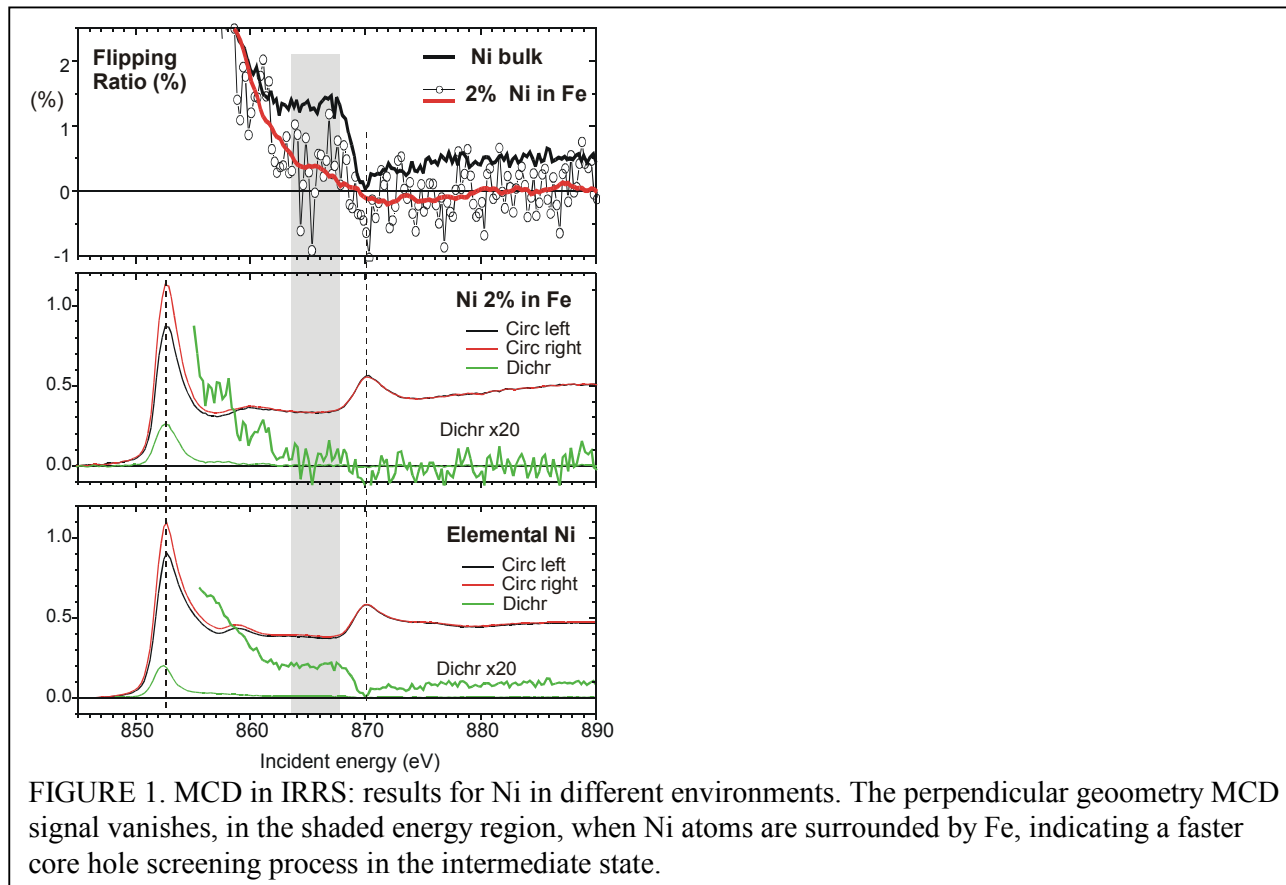 Flipping
Ratio (%)
Ni bulk
2% Ni in Fe
2
(%)
1
0
-1
Ni 2% in Fe
1.0
Circ left
Circ right
Dichr
0.5
Dichr x20
0.0
Elemental Ni
1.0
Circ left
Circ right
Dichr
0.5
Dichr x20
0.0
850 860 870 880 890
Incident energy (eV)
FIGURE 1. MCD in IRRS: results for Ni in different environments. The perpendicular geoometry MCD
signal vanishes, in the shaded energy region, when Ni atoms are surrounded by Fe, indicating a faster
core hole screening process in the intermediate state.